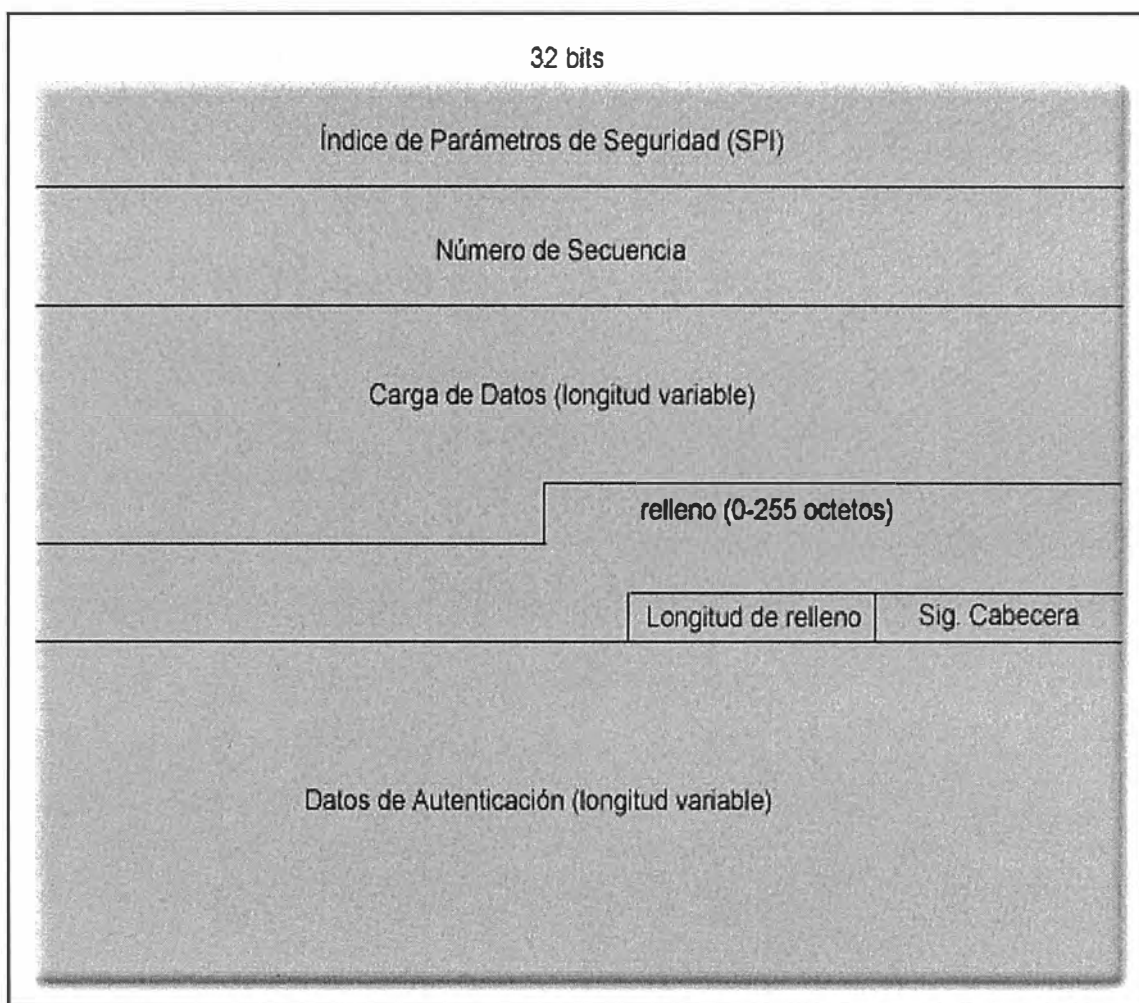 32 bits
Índice de Parámetros de Seguridad (SPI)
Número de Secuencia
Carga de Datos (longitud variable)
relleno (0-255 octetos)
Longitud de relleno
Sig. Cabecera
Datos de Autenticación (longitud variable)